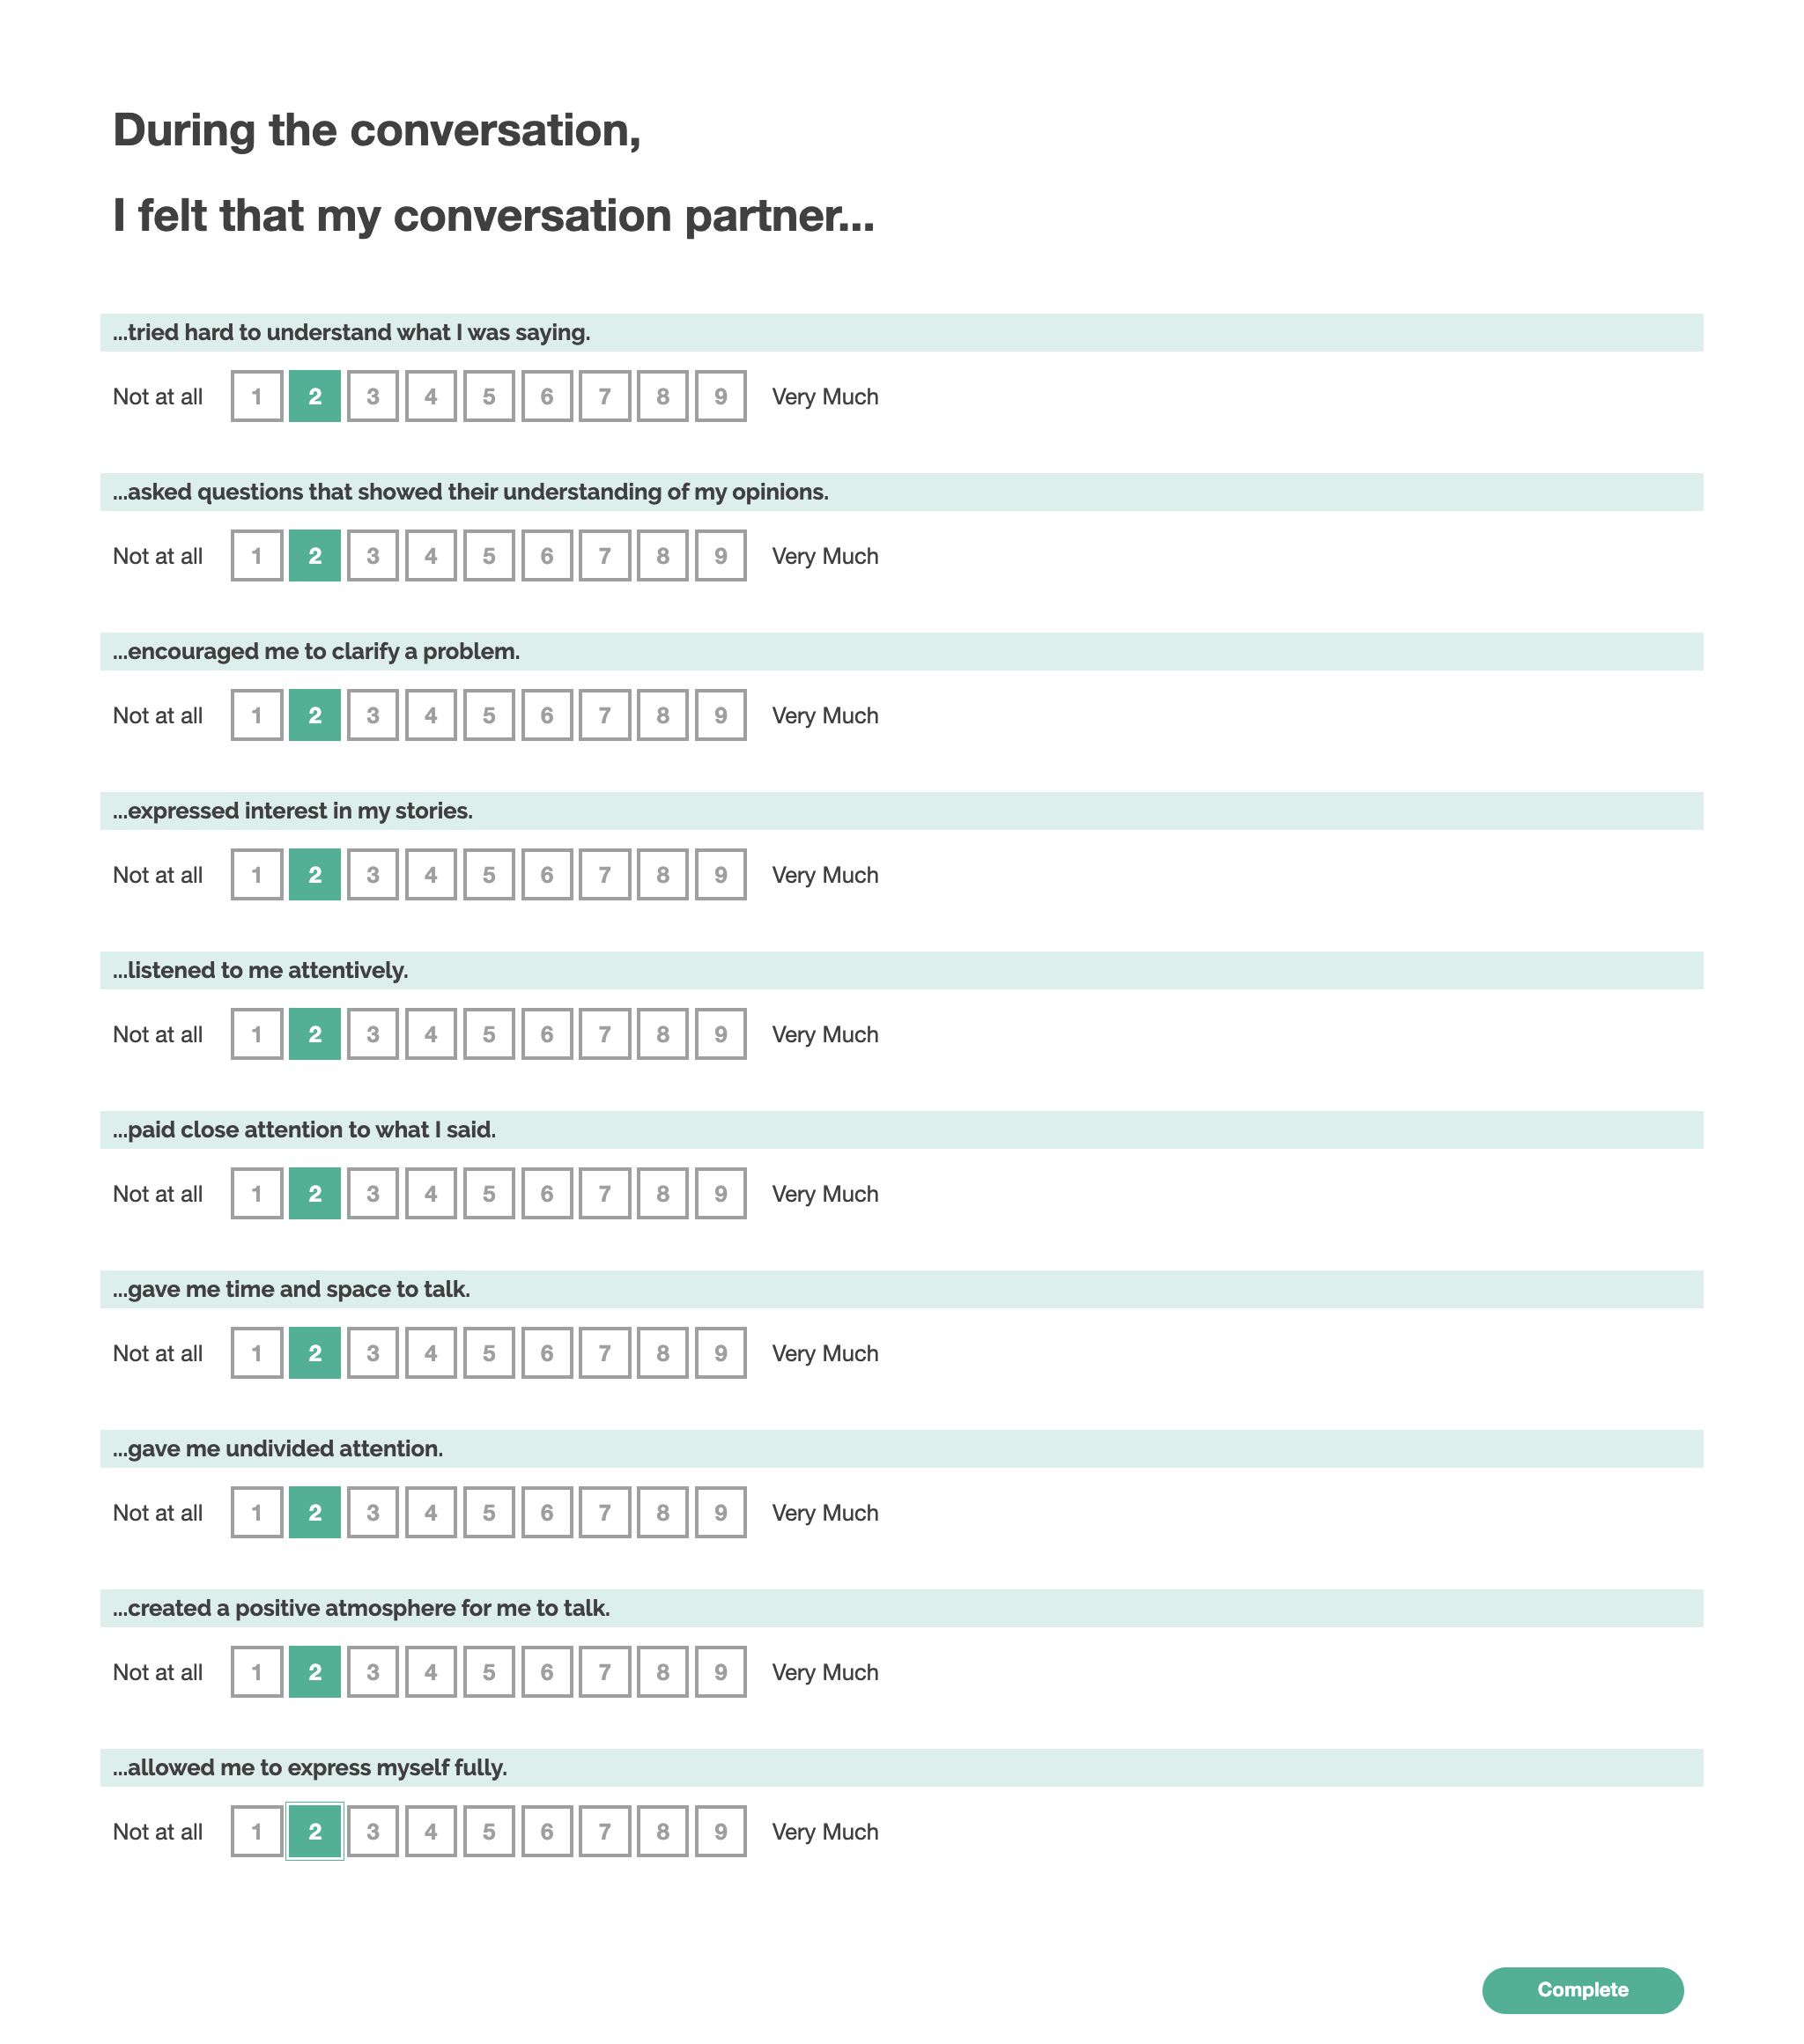 During the conversation,
I felt that my conversation partner...
...tried hard to understand what I was saying.
Not at all 1 2 3 4 5 6 7 8 9 Very Much
...asked questions that showed their understanding of my opinions.
Not at all 1 2 3 4 5 6 7 8 9 Very Much
...encouraged me to clarify a problem.
Not at all 1 2 3 4 5 6 7 8 9 Very Much
...expressed interest in my stories.
Not at all 1 2 3 4 5 6 7 8 9 Very Much
...listened to me attentively.
Not at all 1 2 3 4 5 6 7 8 9 Very Much
...paid close attention to what I said.
Not at all 1 2 3 4 5 6 7 8 9 Very Much
...gave me time and space to talk.
Not at all 1 2 3 4 5 6 7 8 9 Very Much
...gave me undivided attention.
Not at all 1 2 3 4 5 6 7 8 9 Very Much
...created a positive atmosphere for me to talk.
Not at all 1 2 3 4 5 6 7 8 9 Very Much
...allowed me to express myself fully.
Not at all 1 2 3 4 5 6 7 8 9 Very Much
Complete